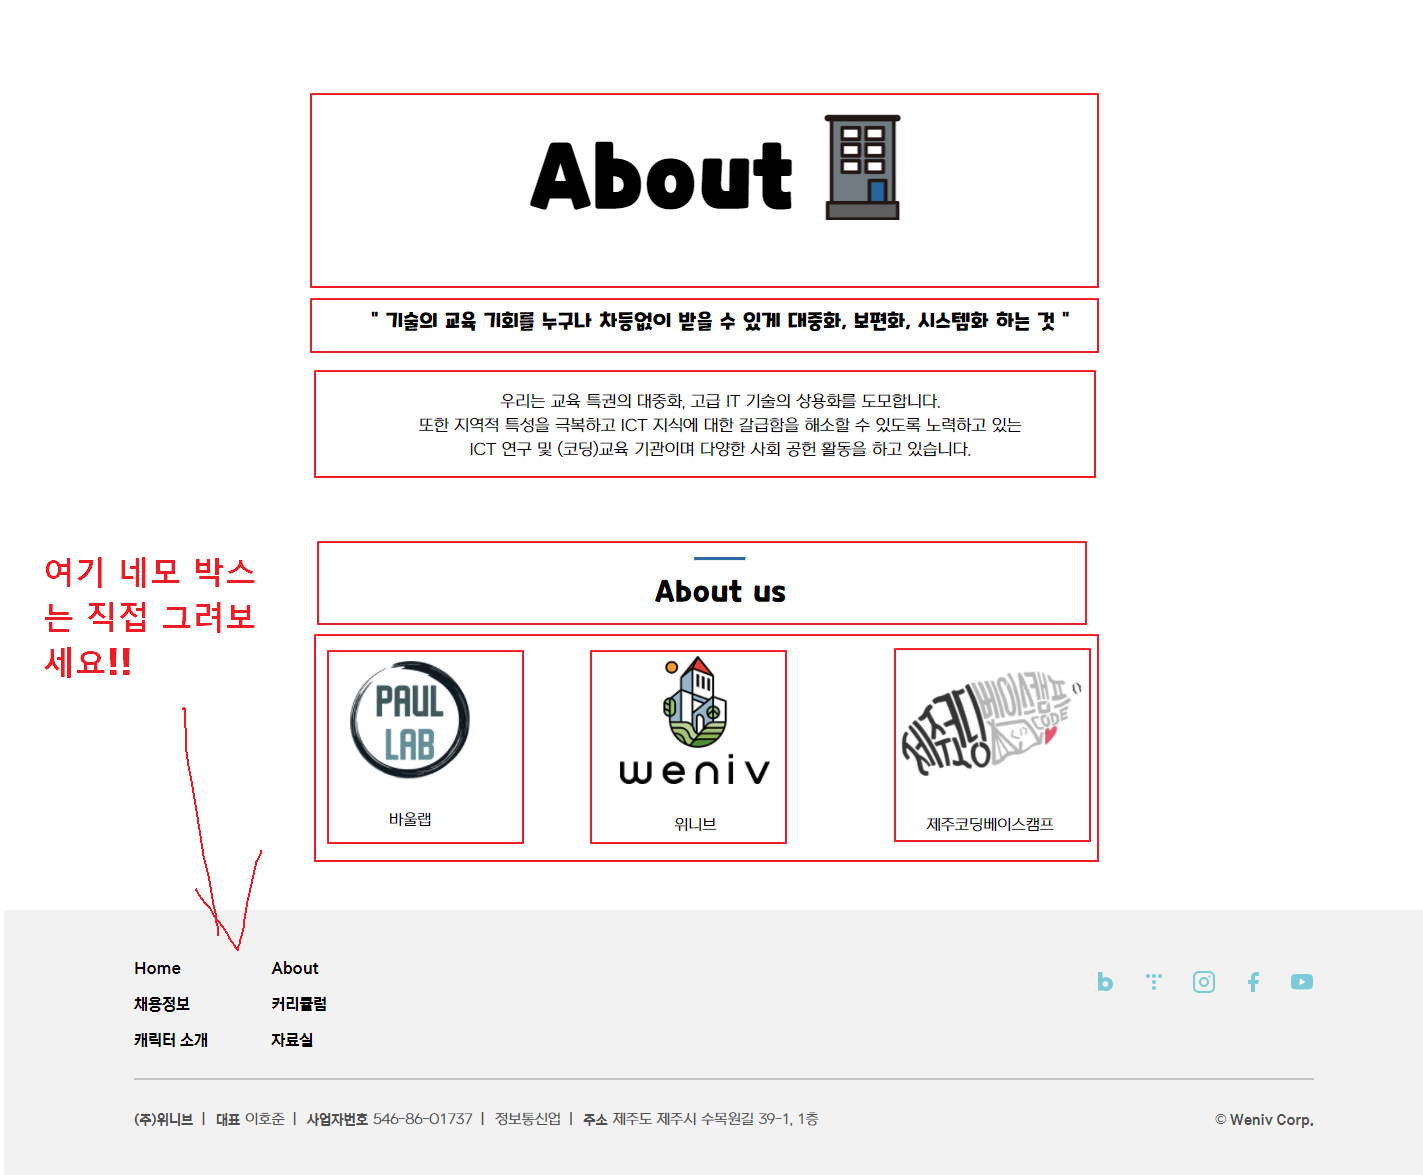 About
" 기술의 교육 기회를 누구나 차등없이 받을 수 있게 대중화, 보편화, 시스템화 하는 것 "
우리는 교육 특권의 대중화, 고급 IT 기술의 상용화를 도모합니다.
또한 지역적 특성을 극복하고 ICT 지식에 대한 갈급함을 해소할 수 있도록 노력하고 있는
ICT 연구 및 (코딩)교육 기관이며 다양한 사회 공헌 활동을 하고 있습니다.
여기 네모 박스
는 직접 그려보
세요!!
About us
PAUL
LAB
weniv
제주코딩베이스캠프
CODE
바울랩
위니브
제주코딩베이스캠프
Home
About
채용정보
커리큘럼
캐릭터 소개
자료실
(주)위니브 | 대표 이호준 | 사업자번호 546-86-01737 | 정보통신업 | 주소 제주도 제주시 수목원길 39-1, 1층
© Weniv Corp.